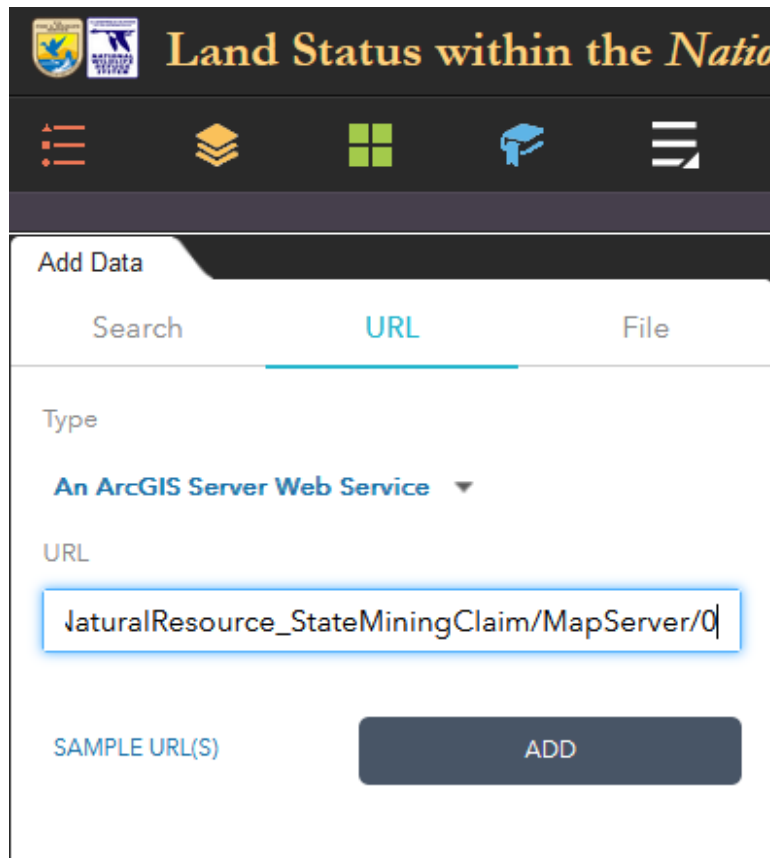 Land Status within the Natio
Add Data
Search URL File
Type
An ArcGIS Server Web Service
URL
NaturalResource_StateMiningClaim/MapServer/0
SAMPLE URL(S) ADD